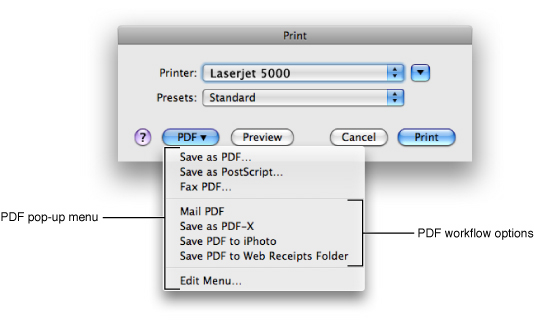 Print
Printer: Laserjet 5000
Presets: Standard
? PDF▼ Preview Cancel Print
Save as PDF...
Save as PostScript...
Fax PDF...
Mail PDF
Save as PDF-X
Save PDF to iPhoto
Save PDF to Web Receipts Folder
Edit Menu...
PDF pop-up menu
PDF workflow options